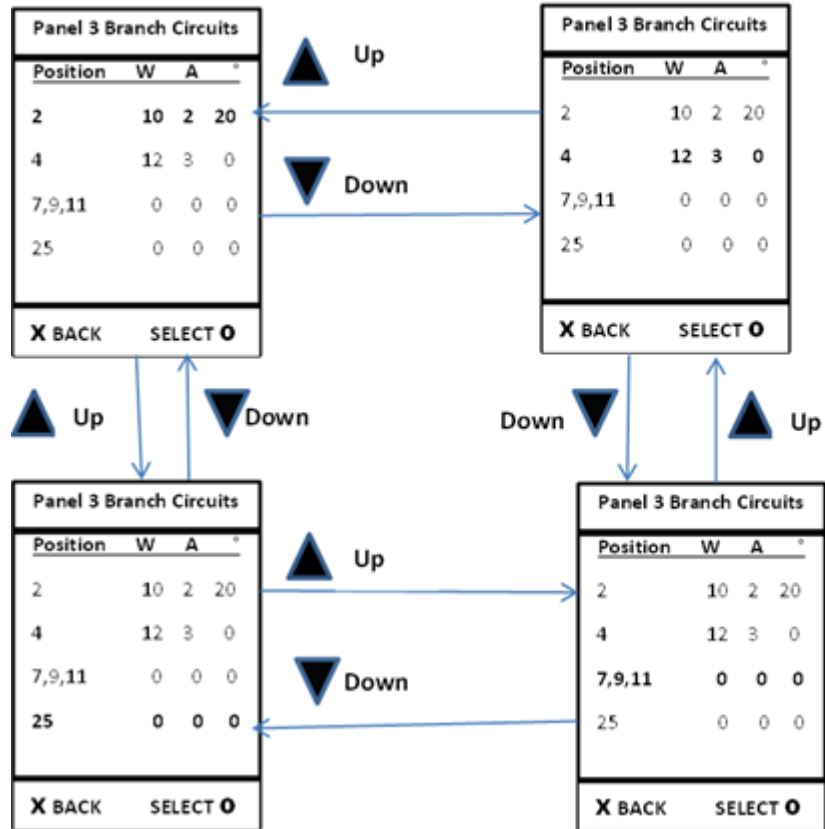 Panel 3 Branch Circuits
Position W A °
2 10 2 20
4 12 3 0
7,9,11 0 0 0
25 0 0 0
X BACK SELECT O
Up
Down
Panel 3 Branch Circuits
Position W A °
2 10 2 20
4 12 3 0
7,9,11 0 0 0
25 0 0 0
X BACK SELECT O
Up
Down
Down
Up
Panel 3 Branch Circuits
Position W A °
2 10 2 20
4 12 3 0
7,9,11 0 0 0
25 0 0 0
X BACK SELECT O
Up
Down
Panel 3 Branch Circuits
Position W A °
2 10 2 20
4 12 3 0
7,9,11 0 0 0
25 0 0 0
X BACK SELECT O